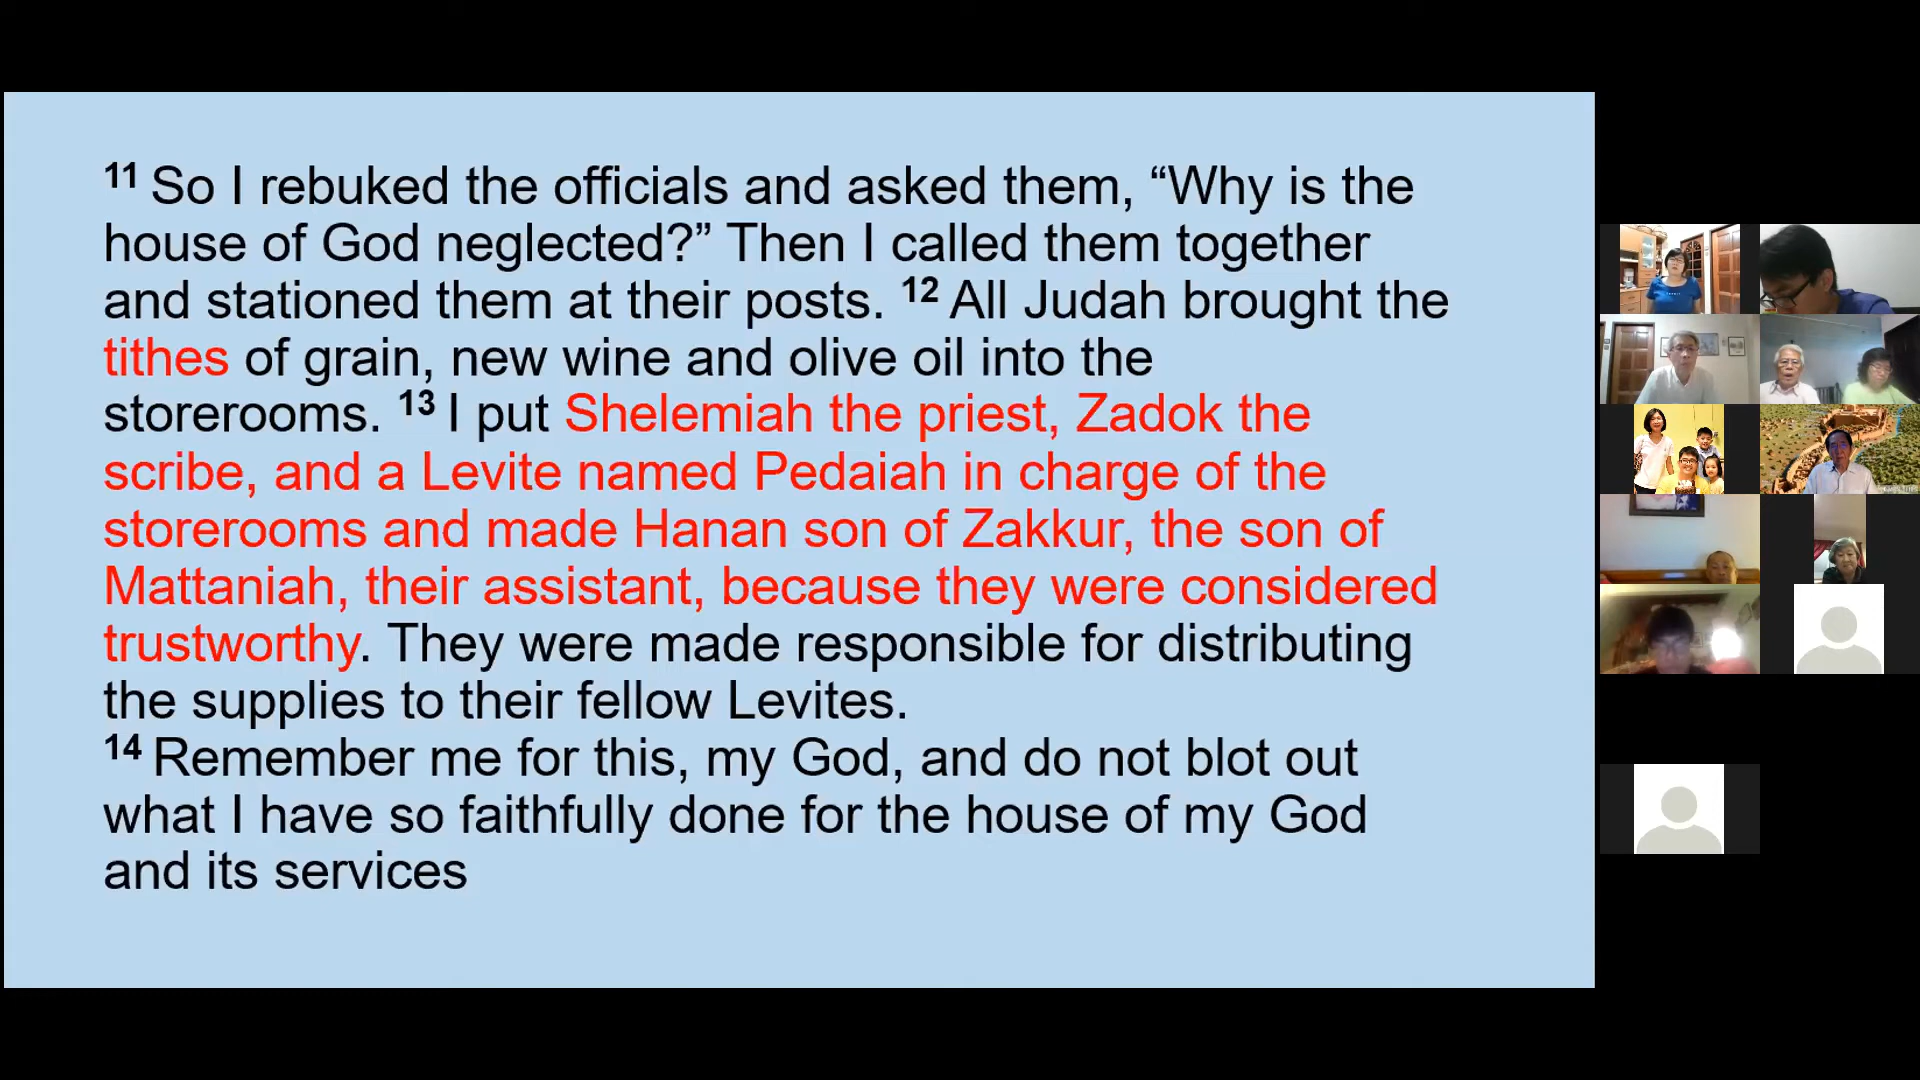 11 So I rebuked the officials and asked them, “Why is the
house of God neglected?” Then I called them together
and stationed them at their posts. 12 All Judah brought the
tithes of grain, new wine and olive oil into the
storerooms. 13 I put Shelemiah the priest, Zadok the
scribe, and a Levite named Pedaiah in charge of the
storerooms and made Hanan son of Zakkur, the son of
Mattaniah, their assistant, because they were considered
trustworthy. They were made responsible for distributing
the supplies to their fellow Levites.
14 Remember me for this, my God, and do not blot out
what I have so faithfully done for the house of my God
and its services